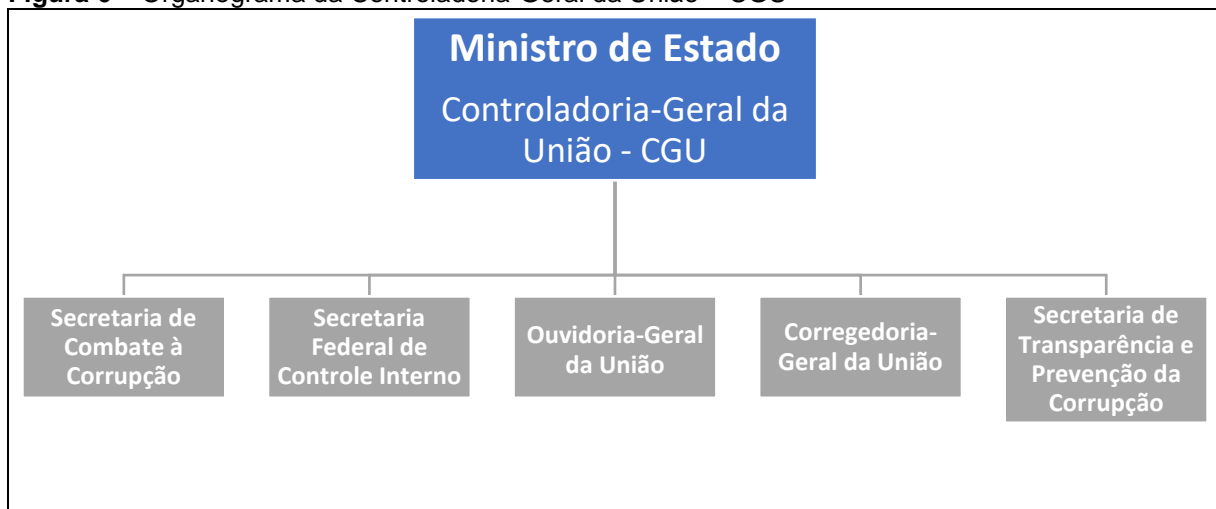 Figura 6 – Organograma da Controladoria-Geral da União – CGU
Ministro de Estado
Controladoria-Geral da
União - CGU
Secretaria de
Combate à
Corrupção
Secretaria
Federal de
Controle Interno
Ouvidoria-Geral
da União
Corregedoria-
Geral da União
Secretaria de
Transparência e
Prevenção da
Corrupção